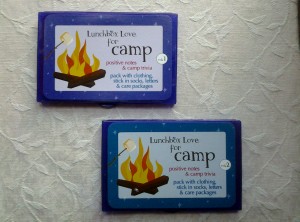 Lunchbox Love
for
camp
positive notes
& camp trivia
pack with clothing,
stick in socks, letters
& care packages
Lunchbox Love
for
camp
positive notes
& camp trivia
pack with clothing,
stick in socks, letters
& care packages